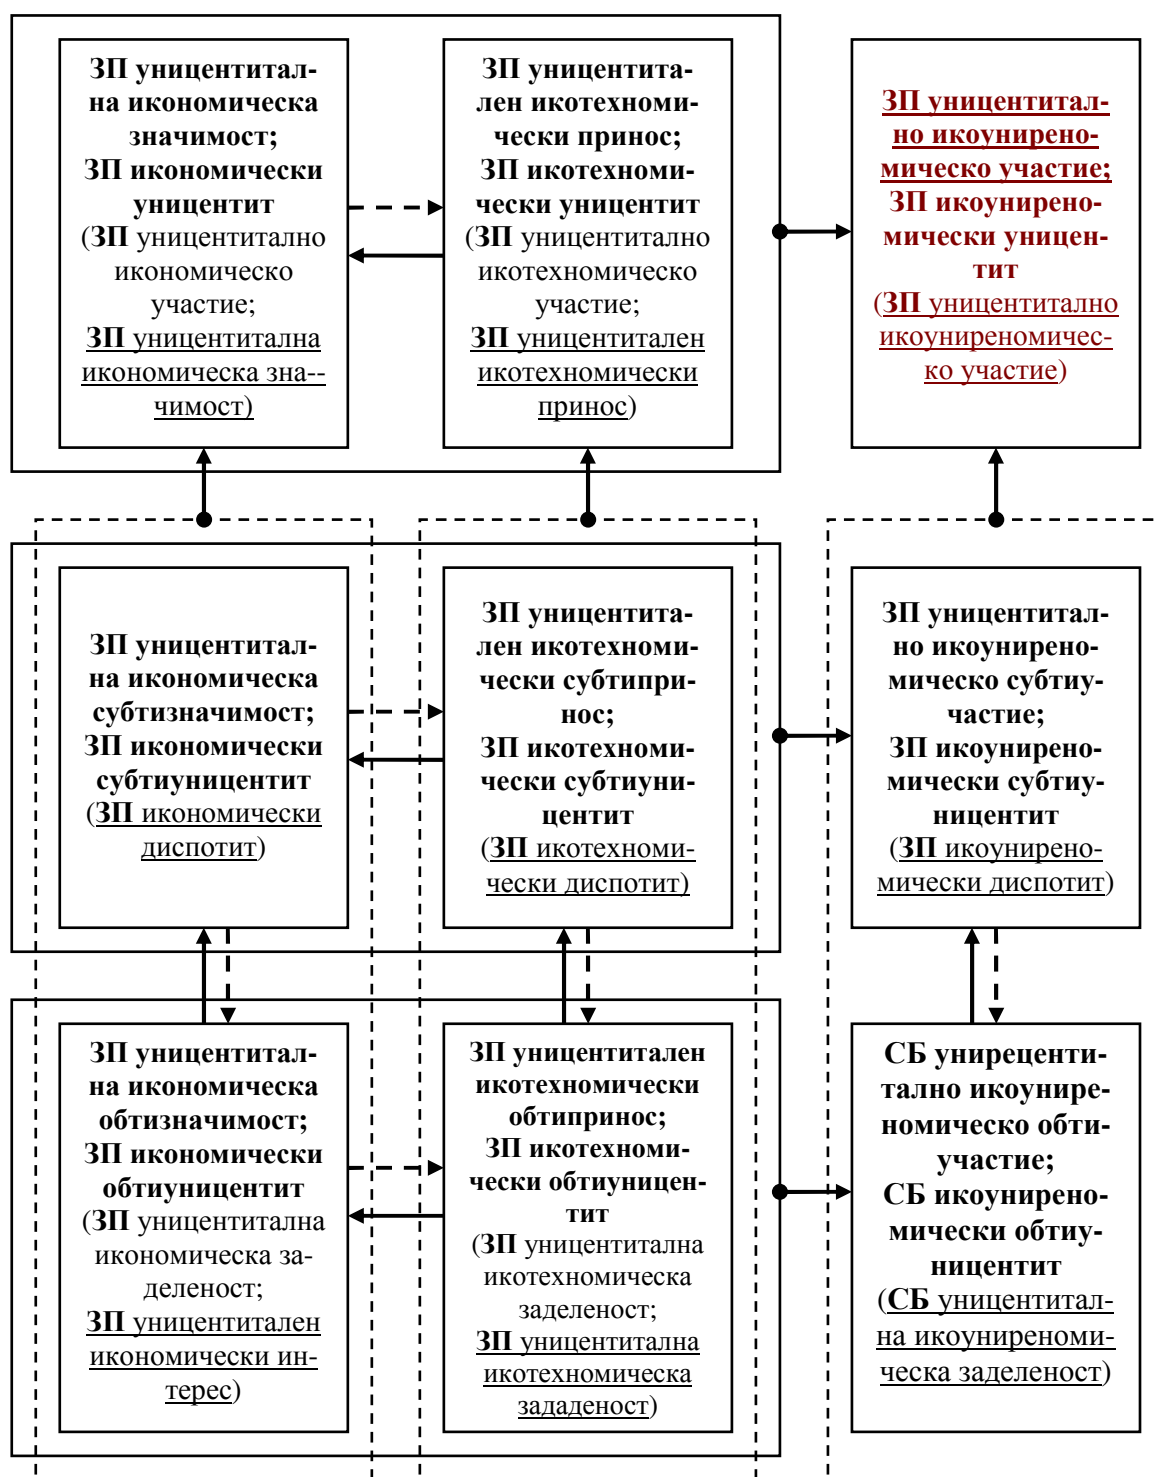 ЗП уницентитал-
на икономическа
значимост;
ЗП икономически
уницентит
(ЗП уницентитално
икономическо
участие;
ЗП уницентитална
икономическа зна--
чимост)
ЗП уницентита-
лен икотехноми-
чески принос;
ЗП икотехноми-
чески уницентит
(ЗП уницентитално
икотехномическо
участие;
ЗП уницентитален
икотехномически
принос)
ЗП уницентитал-
но икоунирено-
мическо участие;
ЗП икоунирено-
мически уницен-
тит
(ЗП уницентитално
икоуниреномичес-
ко участие)
ЗП уницентитал-
на икономическа
субтизначимост;
ЗП икономически
субтиуницентит
(ЗП икономически
диспотит)
ЗП уницентита-
лен икотехноми-
чески субтипри-
нос;
ЗП икотехноми-
чески субтиуни-
центит
(ЗП икотехноми-
чески диспотит)
ЗП уницентитал-
но икоунирено-
мическо субтиу-
частие;
ЗП икоунирено-
мически субтиу-
ницентит
(ЗП икоунирено-
мически диспотит)
ЗП уницентитал-
на икономическа
обтизначимост;
ЗП икономически
обтиуницентит
(ЗП уницентитална
икономическа за-
деленост;
ЗП уницентитален
икономически ин-
терес)
ЗП уницентитален
икотехномически
обтипринос;
ЗП икотехноми-
чески обтиуницен-
тит
(ЗП уницентитална
икотехномическа
заделеност;
ЗП уницентитална
икотехномическа
зададеност)
СБ униреценти-
тално икоунире-
номическо обти-
участие;
СБ икоунирено-
мически обтиу-
ницентит
(СБ уницентитал-
на икоуниреноми-
ческа заделеност)